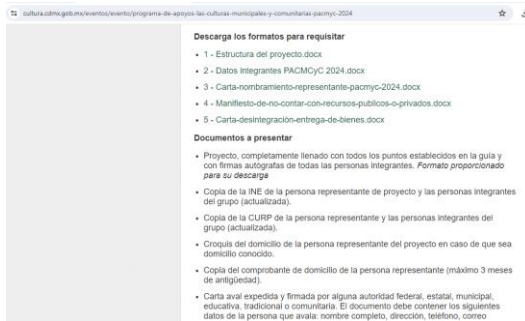 cultura.cdmx.gob.mx/eventos/evento/programa-de-apoyos-las-culturas-municipales-y-comunitarias-pacmyc-2024
Descarga los formatos para requisitar
• 1 - Estructura del proyecto.docx
• 2 - Datos integrantes PACMCyC 2024.docx
• 3 - Carta-nombramiento-representante-pacmyc-2024.docx
• 4 - Manifiesto-de-no-contar-con-recursos-publicos-o-privados.docx
• 5 - Carta-desintegración-entrega-de-bienes.docx
Documentos a presentar
• Proyecto, completamente llenado con todos los puntos establecidos en la guía y
con firmas autógrafas de todas las personas integrantes. Formato proporcionado
para su descarga
• Copia de la INE de la persona representante de proyecto y las personas integrantes
del grupo (actualizada).
• Copia de la CURP de la persona representante y las personas integrantes del
grupo (actualizada).
• Croquis del domicilio de la persona representante del proyecto en caso de que sea
domicilio conocido.
• Copia del comprobante de domicilio de la persona representante (máximo 3 meses
de antigüedad).
• Carta aval expedida y firmada por alguna autoridad federal, estatal, municipal,
educativa, tradicional o comunitaria. El documento debe contener los siguientes
datos de la persona que avala: nombre completo, dirección, teléfono, correo